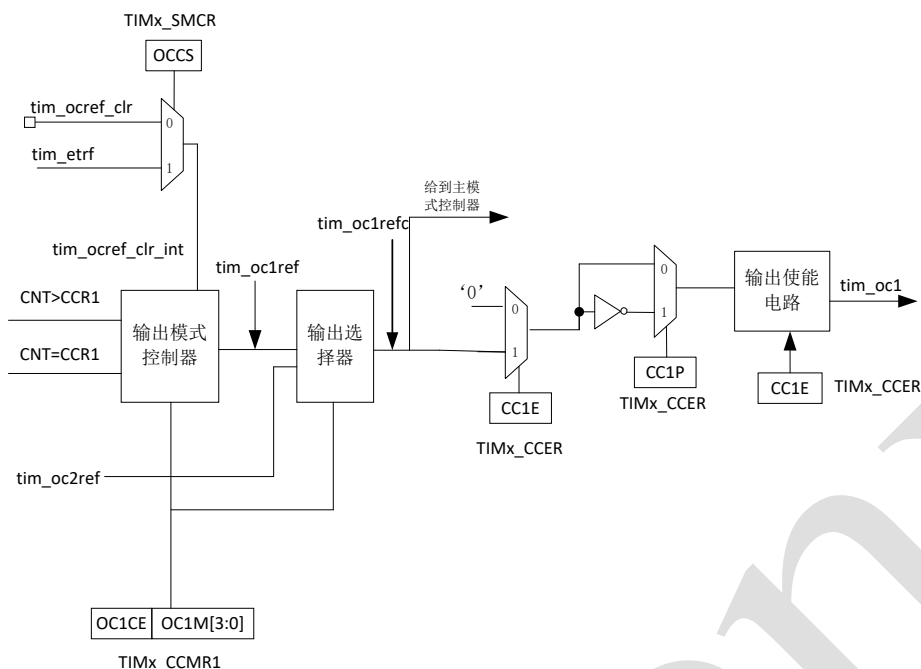 TIMx_SMCR
OCCS
tim_ocref_clr
0
tim_etrf
1
给到主模
式控制器
tim_oc1refc
tim_ocref_clr_int
tim_oc1ref
CNT>CCR1
CNT=CCR1
输出模式
控制器
输出选
择器
‘0’
0
1
CC1E
TIMx_CCER
0
1
CC1P
TIMx_CCER
输出使能
电路
tim_oc1
CC1E
TIMx_CCER
tim_oc2ref
OC1CE
OC1M[3:0]
TIMx_CCMR1